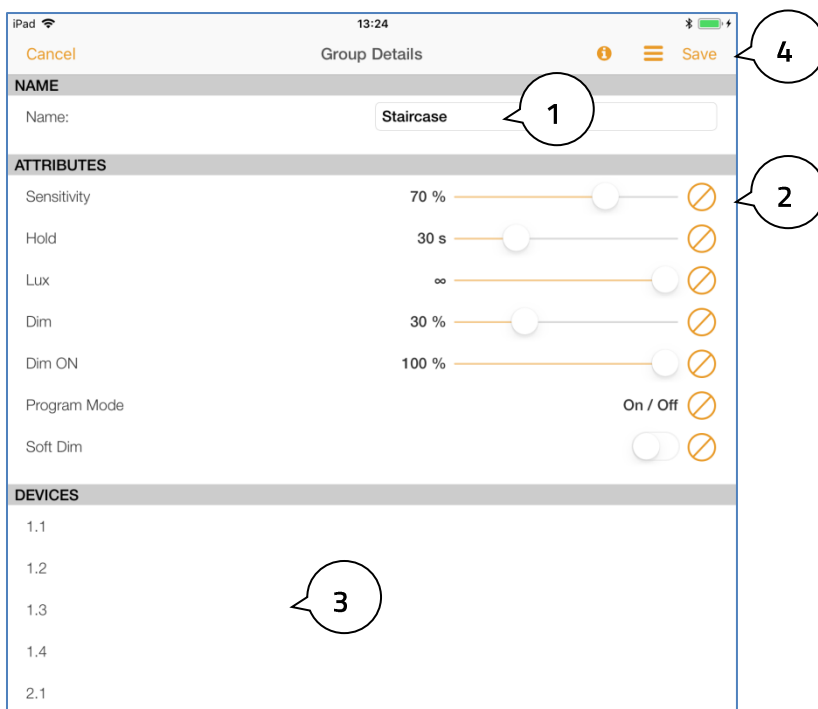 iPad 13:24
Cancel Group Details Save 4
NAME
Name: Staircase 1
ATTRIBUTES
Sensitivity 70 % 2
Hold 30 s
Lux ∞
Dim 30 %
Dim ON 100 %
Program Mode On / Off
Soft Dim
DEVICES
1.1
1.2
1.3 3
1.4
2.1